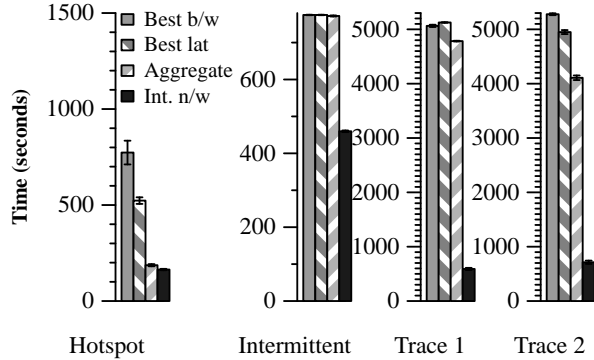 Time (seconds)
1500
1000
500
0
Best b/w
Best lat
Aggregate
Int. n/w
600
400
200
0
5000
4000
3000
2000
1000
0
5000
4000
3000
2000
1000
0
Hotspot
Intermittent
Trace 1
Trace 2